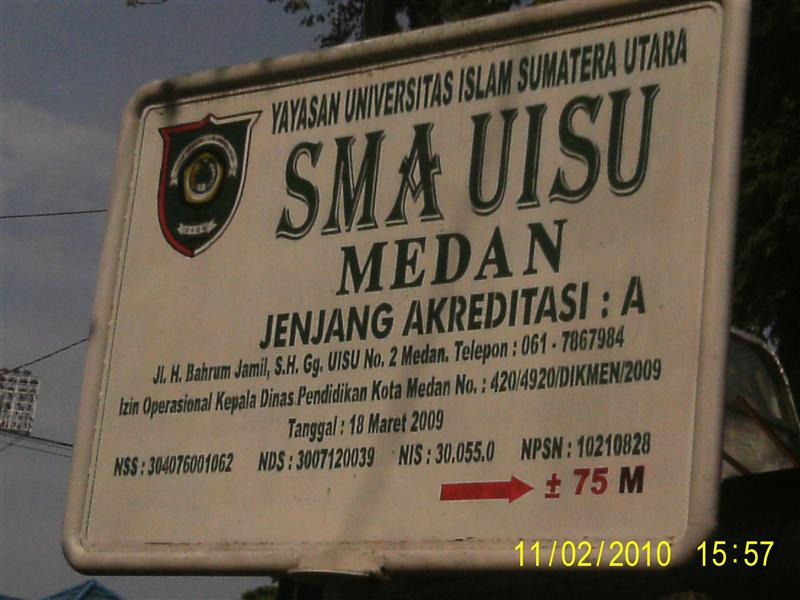 YAYASAN UNIVERSITAS ISLAM SUMATERA UTARA
SMA UISU
MEDAN
JENJANG AKREDITASI : A
Jl. H. Bahrum Jamil, S.H. Gg. UISU No. 2 Medan. Telepon : 061 - 7867984
Izin Operasional Kepala Dinas Pendidikan Kota Medan No. : 420/4920/DIKMEN/2009
Tanggal : 18 Maret 2009
NSS : 304076001062 NDS : 3007120039 NIS : 30.055.0 NPSN : 10210828
± 75 M
11/02/2010 15:57